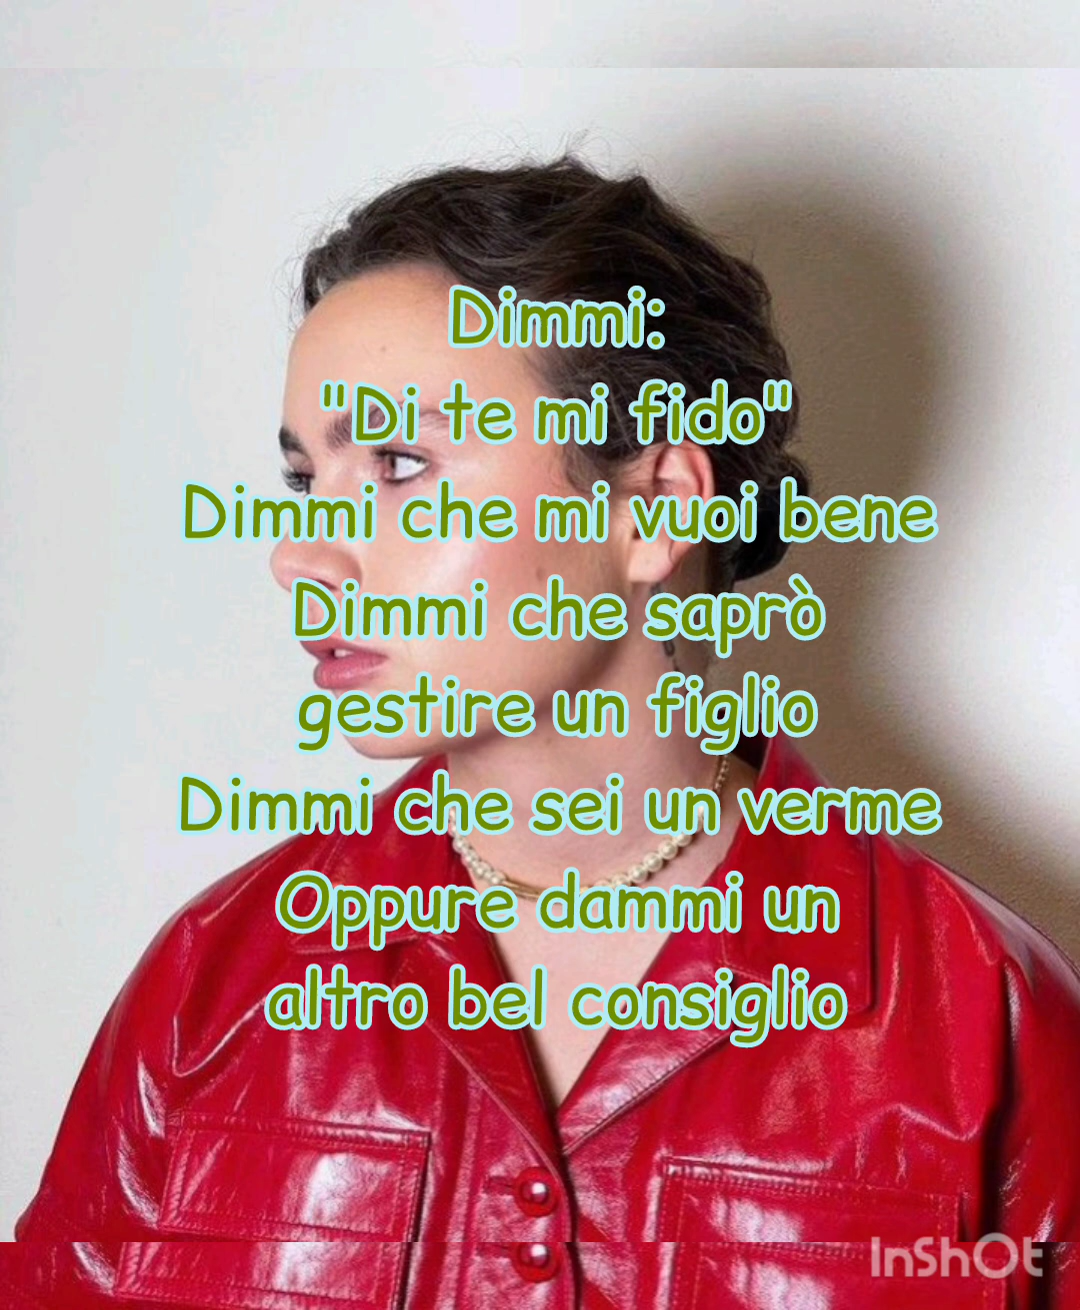 Dimmi:
"Di te mi fido"
Dimmi che mi vuoi bene
Dimmi che saprò
gestire un figlio
Dimmi che sei un verme
Oppure dammi un
altro bel consiglio
InShOt